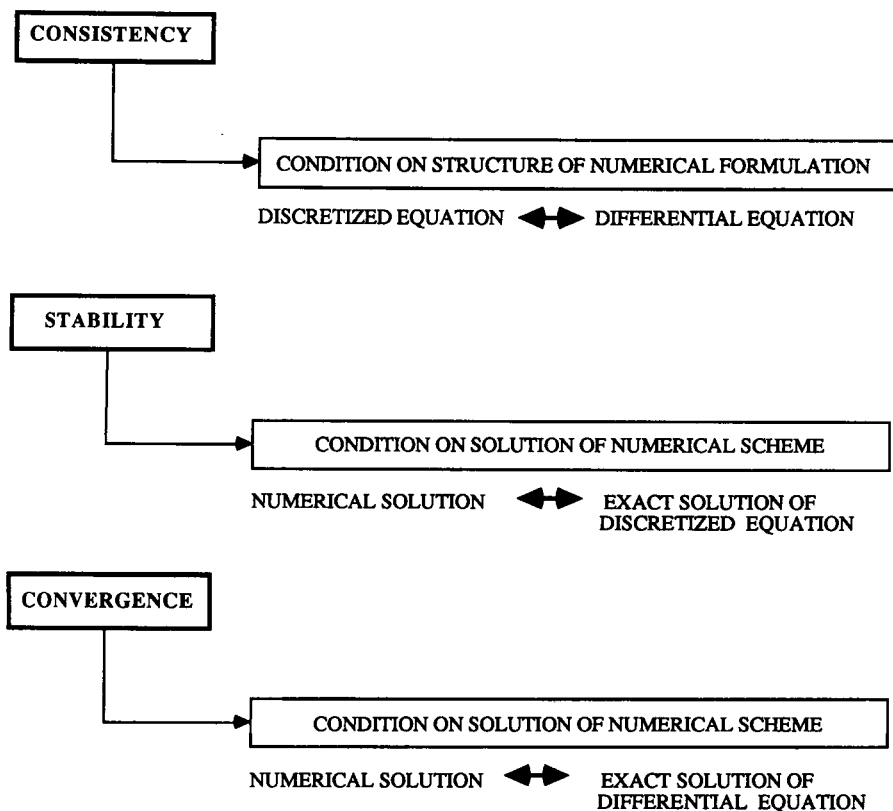 CONSISTENCY
CONDITION ON STRUCTURE OF NUMERICAL FORMULATION
DISCRETIZED EQUATION DIFFERENTIAL EQUATION
STABILITY
CONDITION ON SOLUTION OF NUMERICAL SCHEME
NUMERICAL SOLUTION EXACT SOLUTION OF
DISCRETIZED EQUATION
CONVERGENCE
CONDITION ON SOLUTION OF NUMERICAL SCHEME
NUMERICAL SOLUTION EXACT SOLUTION OF
DIFFERENTIAL EQUATION